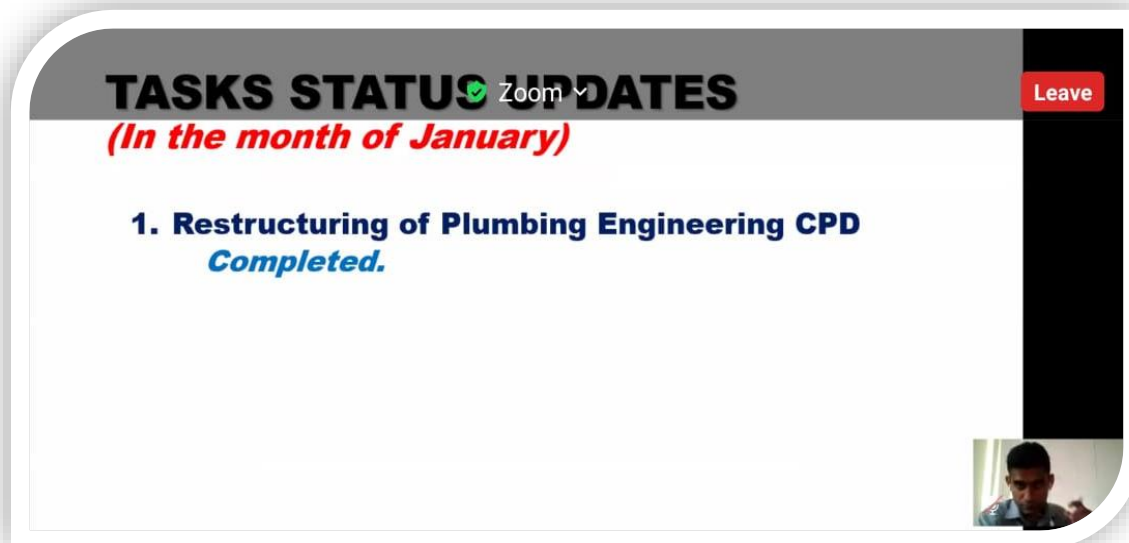 TASKS STATUS UPDATES
Zoom
Leave
(In the month of January)
1. Restructuring of Plumbing Engineering CPD
Completed.